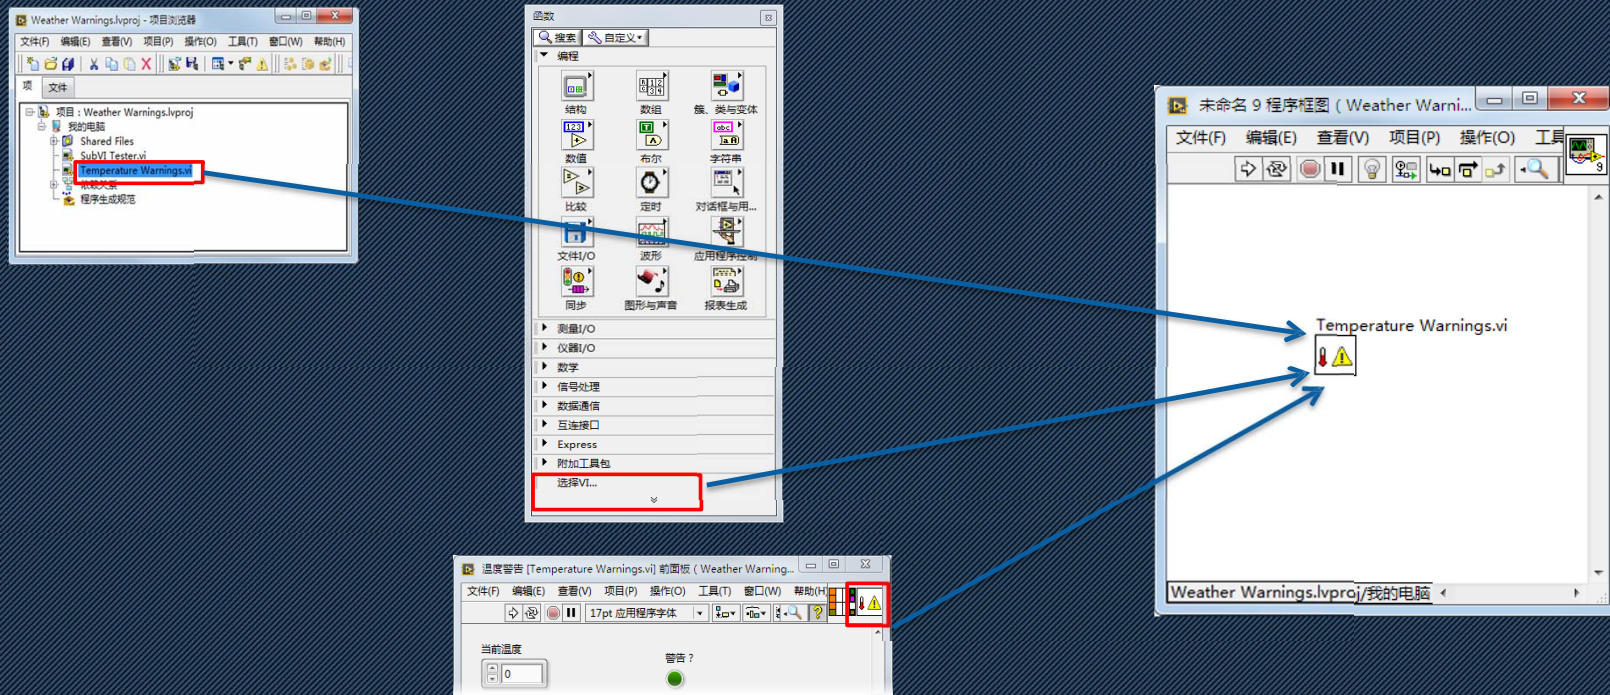 Weather Warnings.lvproj - 项目浏览器
文件(F) 编辑(E) 查看(V) 项目(P) 操作(O) 工具(T) 窗口(W) 帮助(H)
项 文件
项目 : Weather Warnings.lvproj
我的电脑
Shared Files
SubVI Tester.vi
Temperature Warnings.vi
依赖关系
程序生成规范
函数
搜索 自定义
编程
结构 数组 簇、类与变体
数值 布尔 字符串
比较 定时 对话框与用...
文件I/O 波形 应用程序控制
同步 图形与声音 报表生成
测量I/O
仪器I/O
数学
信号处理
数据通信
互连接口
Express
附加工具包
选择VI...
温度警告 [Temperature Warnings.vi] 前面板 ( Weather Warning...
文件(F) 编辑(E) 查看(V) 项目(P) 操作(O) 工具(T) 窗口(W) 帮助(H
17pt 应用程序字体
当前温度
0
警告 ?
未命名 9 程序框图 ( Weather Warni...
文件(F) 编辑(E) 查看(V) 项目(P) 操作(O) 工具
9
Temperature Warnings.vi
Weather Warnings.lvproj/我的电脑